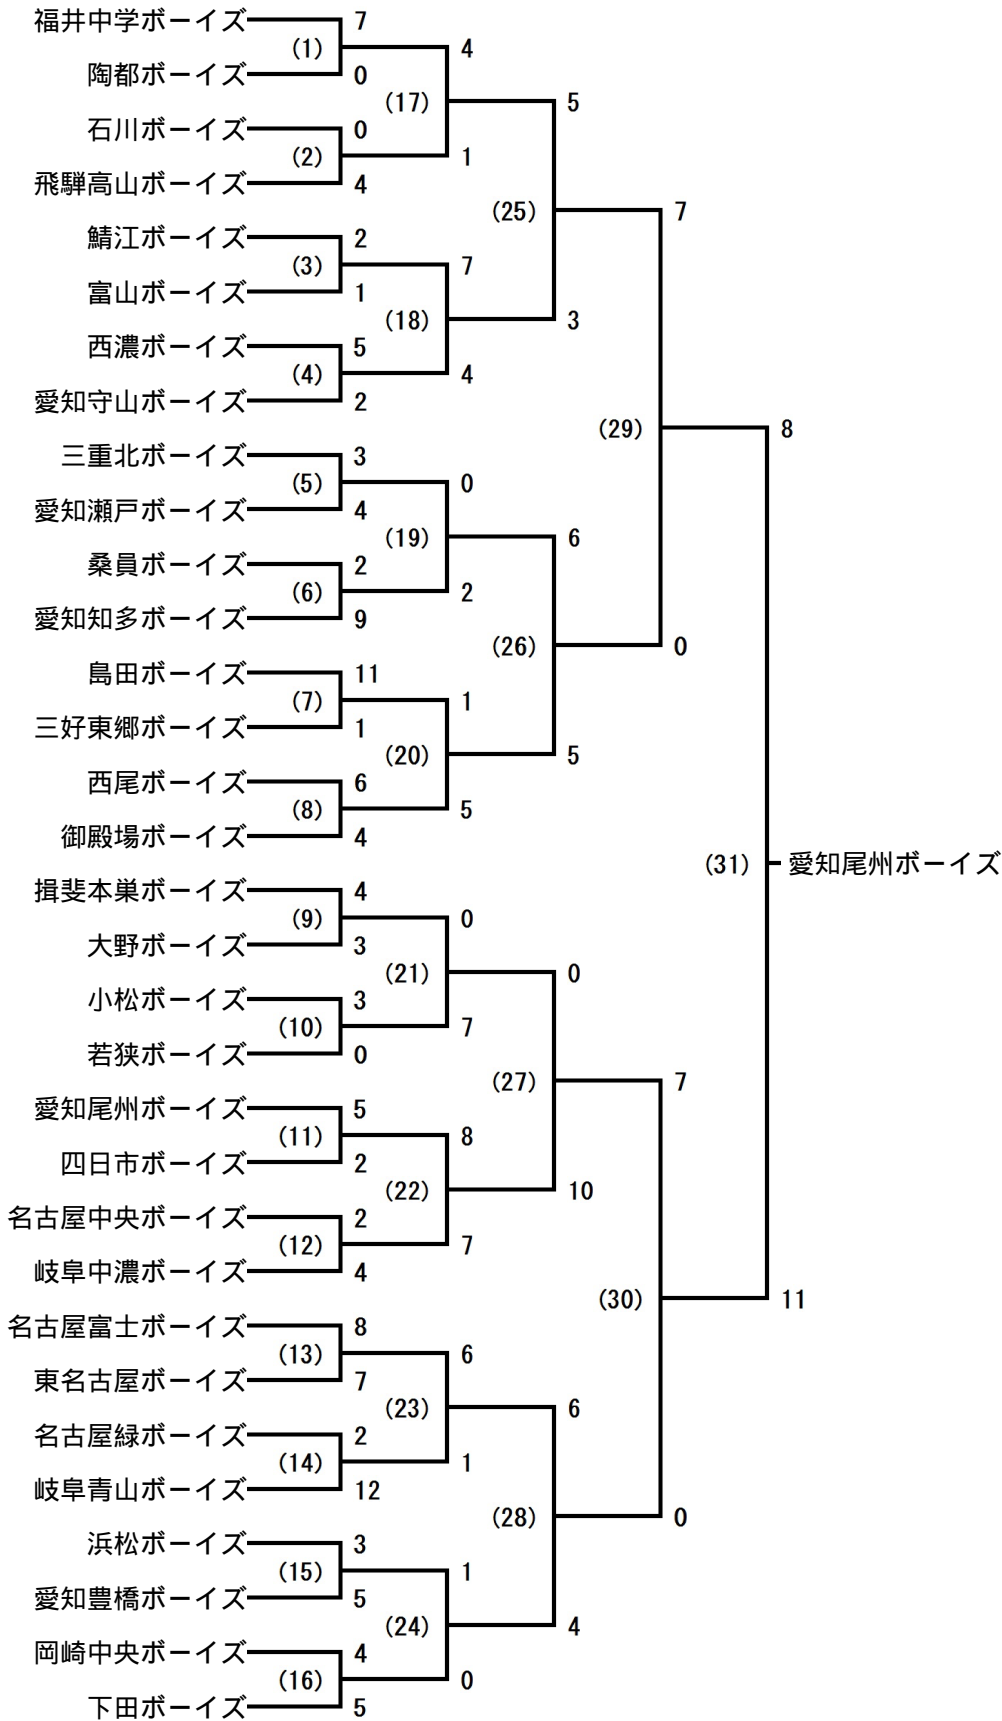 福井中学ボーイズ 7
(1) 4
陶都ボーイズ 0
(17) 5
石川ボーイズ 0
(2) 1
飛騨高山ボーイズ 4
(25) 7
鯖江ボーイズ 2
(3) 7
富山ボーイズ 1
(18) 3
西濃ボーイズ 5
(4) 4
愛知守山ボーイズ 2
(29) 8
三重北ボーイズ 3
(5) 0
愛知瀬戸ボーイズ 4
(19) 6
桑員ボーイズ 2
(6) 2
愛知知多ボーイズ 9
(26) 0
島田ボーイズ 11
(7) 1
三好東郷ボーイズ 1
(20) 5
西尾ボーイズ 6
(8) 5
御殿場ボーイズ 4
(31) 愛知尾州ボーイズ
揖斐本巣ボーイズ 4
(9) 0
大野ボーイズ 3
(21) 0
小松ボーイズ 3
(10) 7
若狭ボーイズ 0
(27) 7
愛知尾州ボーイズ 5
(11) 8
四日市ボーイズ 2
(22) 10
名古屋中央ボーイズ 2
(12) 7
岐阜中濃ボーイズ 4
(30) 11
名古屋富士ボーイズ 8
(13) 6
東名古屋ボーイズ 7
(23) 6
名古屋緑ボーイズ 2
(14) 1
岐阜青山ボーイズ 12
(28) 0
浜松ボーイズ 3
(15) 1
愛知豊橋ボーイズ 5
(24) 4
岡崎中央ボーイズ 4
(16) 0
下田ボーイズ 5